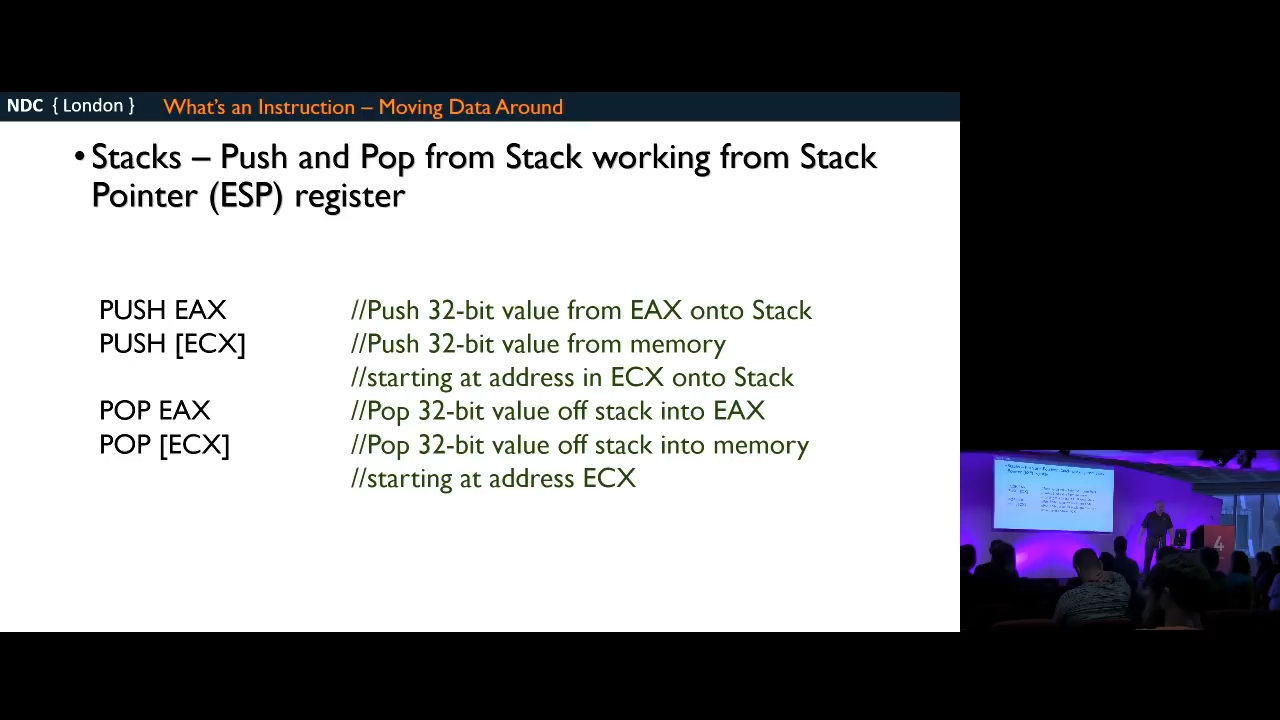 NDC { London } What's an Instruction – Moving Data Around
• Stacks – Push and Pop from Stack working from Stack
Pointer (ESP) register
PUSH EAX //Push 32-bit value from EAX onto Stack
PUSH [ECX] //Push 32-bit value from memory
//starting at address in ECX onto Stack
POP EAX //Pop 32-bit value off stack into EAX
POP [ECX] //Pop 32-bit value off stack into memory
//starting at address ECX
4